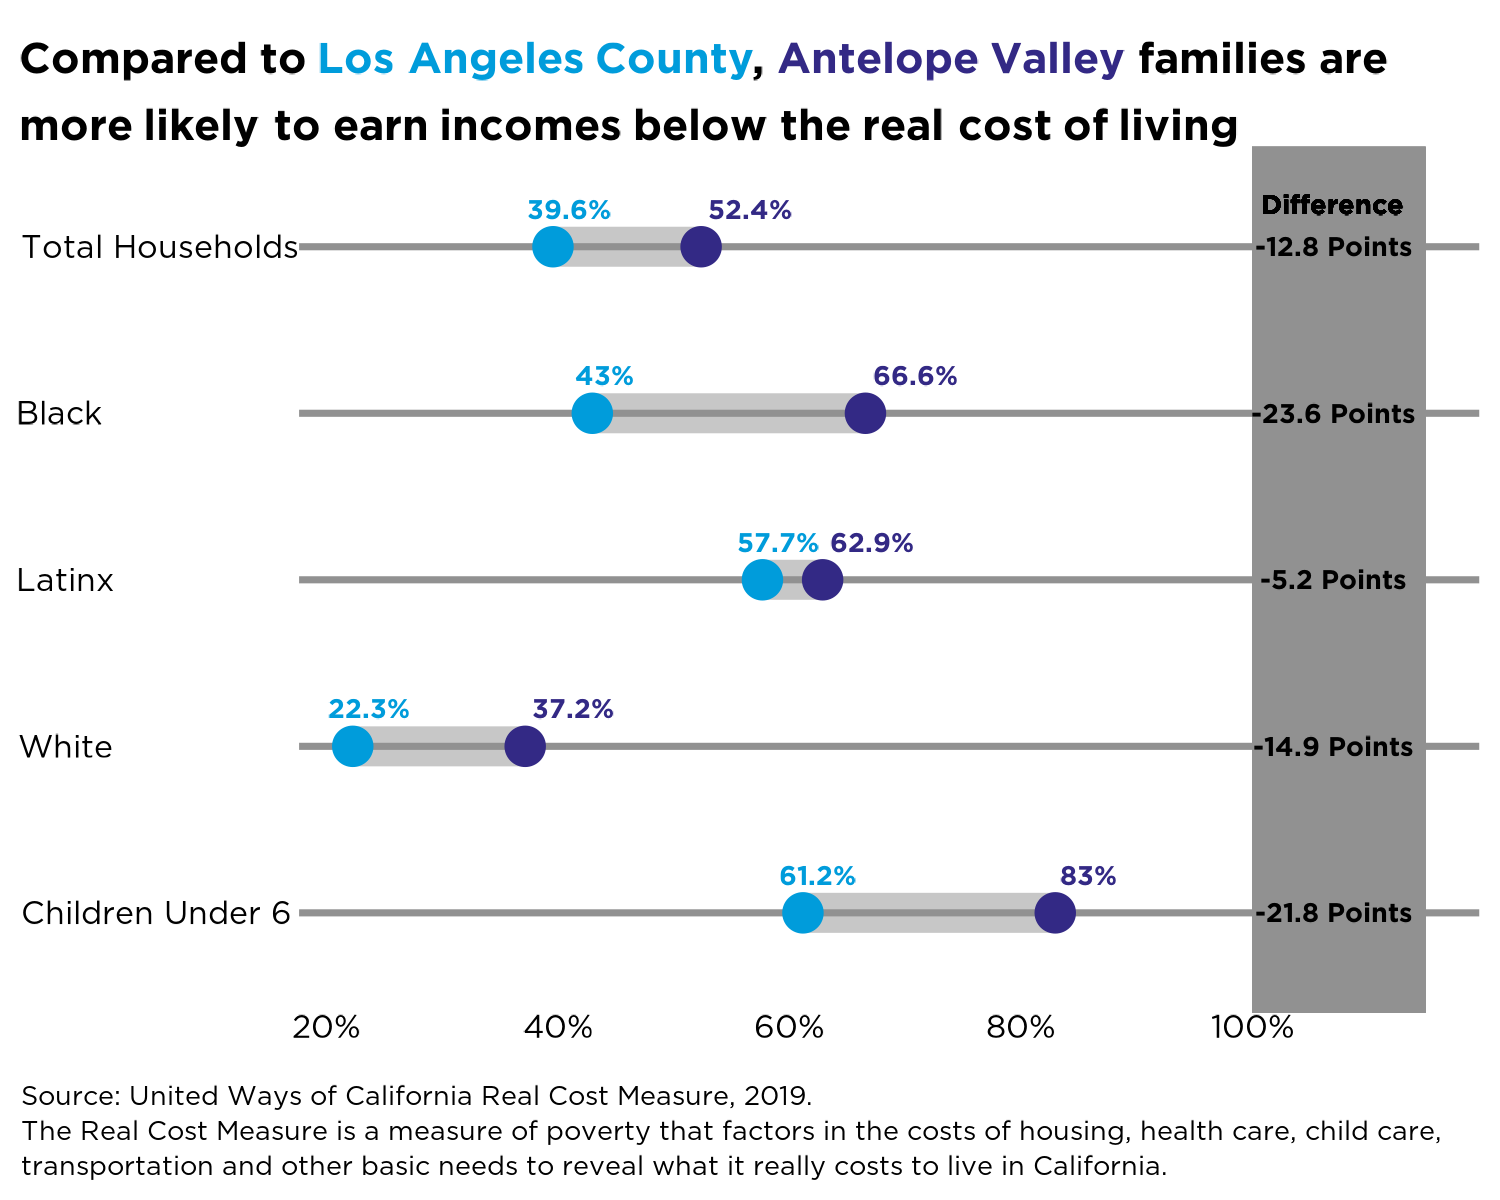 Compared to Los Angeles County, Antelope Valley families are
more likely to earn incomes below the real cost of living
Difference
39.6% 52.4%
Total Households -12.8 Points
43% 66.6%
Black -23.6 Points
57.7% 62.9%
Latinx -5.2 Points
22.3% 37.2%
White -14.9 Points
61.2% 83%
Children Under 6 -21.8 Points
20% 40% 60% 80% 100%
Source: United Ways of California Real Cost Measure, 2019.
The Real Cost Measure is a measure of poverty that factors in the costs of housing, health care, child care,
transportation and other basic needs to reveal what it really costs to live in California.